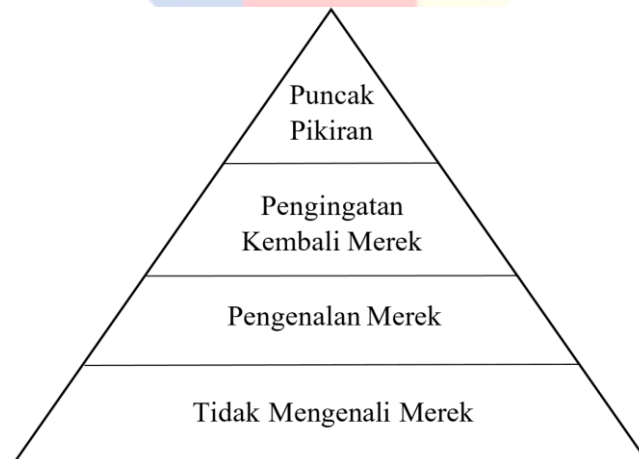 Puncak
Pikiran
Pengingatan
Kembali Merek
Pengenalan Merek
Tidak Mengenali Merek